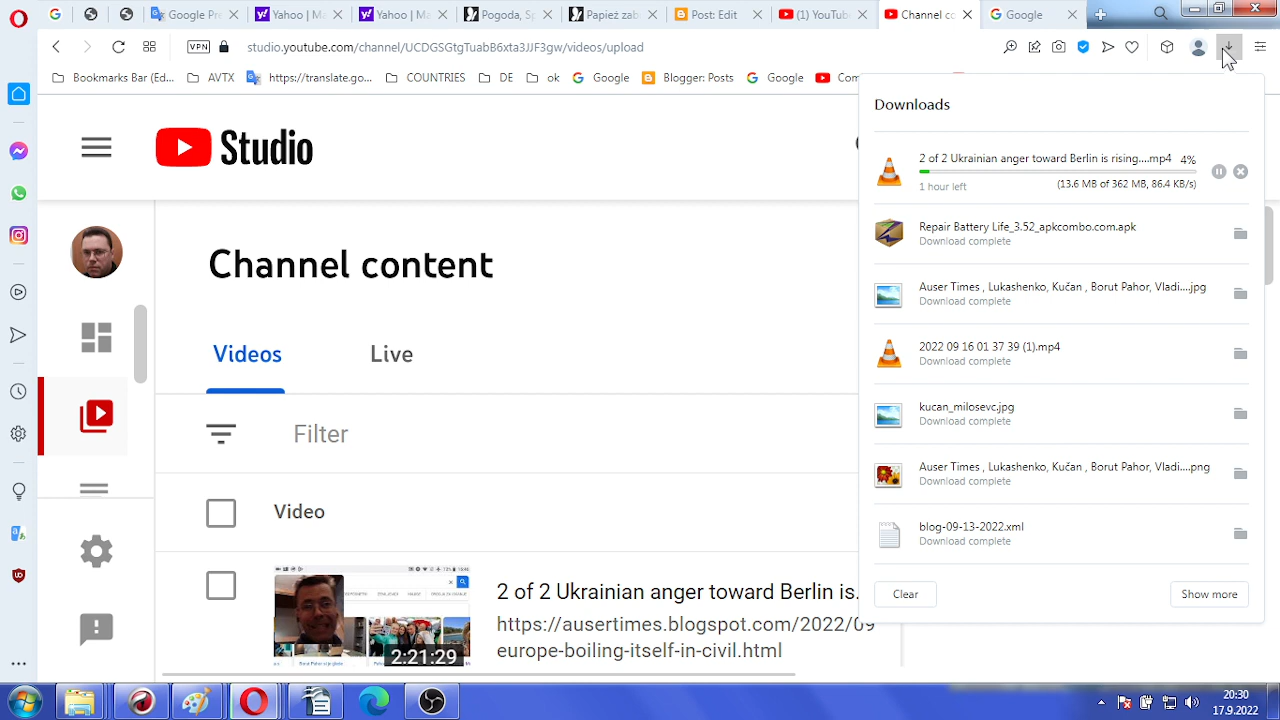 Google Pre
Yahoo | Ma
Yahoo | Ma
Pogoda, Sp
Papież zab
Post: Edit
(1) YouTube
Channel co
Google
VPN
studio.youtube.com/channel/UCDGSGtgTuabB6xta3JJF3gw/videos/upload
Bookmarks Bar (Ed...
AVTX
https://translate.go...
COUNTRIES
DE
ok
Google
Blogger: Posts
Google
Studio
Channel content
Videos
Live
Filter
Video
2 of 2 Ukrainian anger toward Berlin is
https://ausertimes.blogspot.com/2022/09
europe-boiling-itself-in-civil.html
2:21:29
Downloads
2 of 2 Ukrainian anger toward Berlin is rising....mp4 4%
1 hour left (13.6 MB of 362 MB, 86.4 KB/s)
Repair Battery Life_3.52_apkcombo.com.apk
Download complete
Auser Times , Lukashenko, Kučan , Borut Pahor, Vladi....jpg
Download complete
2022 09 16 01 37 39 (1).mp4
Download complete
kucan_milosevc.jpg
Download complete
Auser Times , Lukashenko, Kučan , Borut Pahor, Vladi....png
Download complete
blog-09-13-2022.xml
Download complete
Clear
Show more
20:30
17.9.2022